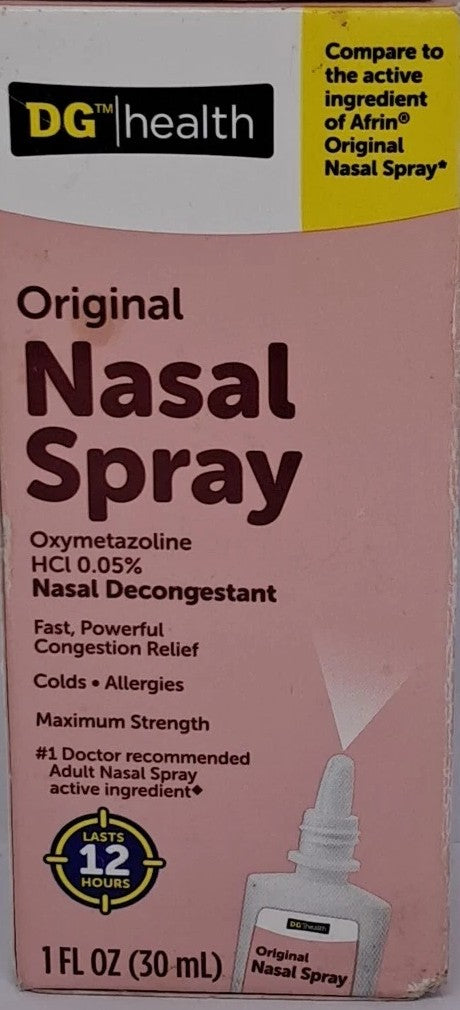 DG™|health
Compare to
the active
ingredient
of Afrin®
Original
Nasal Spray*
Original
Nasal
Spray
Oxymetazoline
HCl 0.05%
Nasal Decongestant
Fast, Powerful
Congestion Relief
Colds • Allergies
Maximum Strength
#1 Doctor recommended
Adult Nasal Spray
active ingredient◆
LASTS
12
HOURS
1 FL OZ (30 mL)
DG|health
Original
Nasal Spray